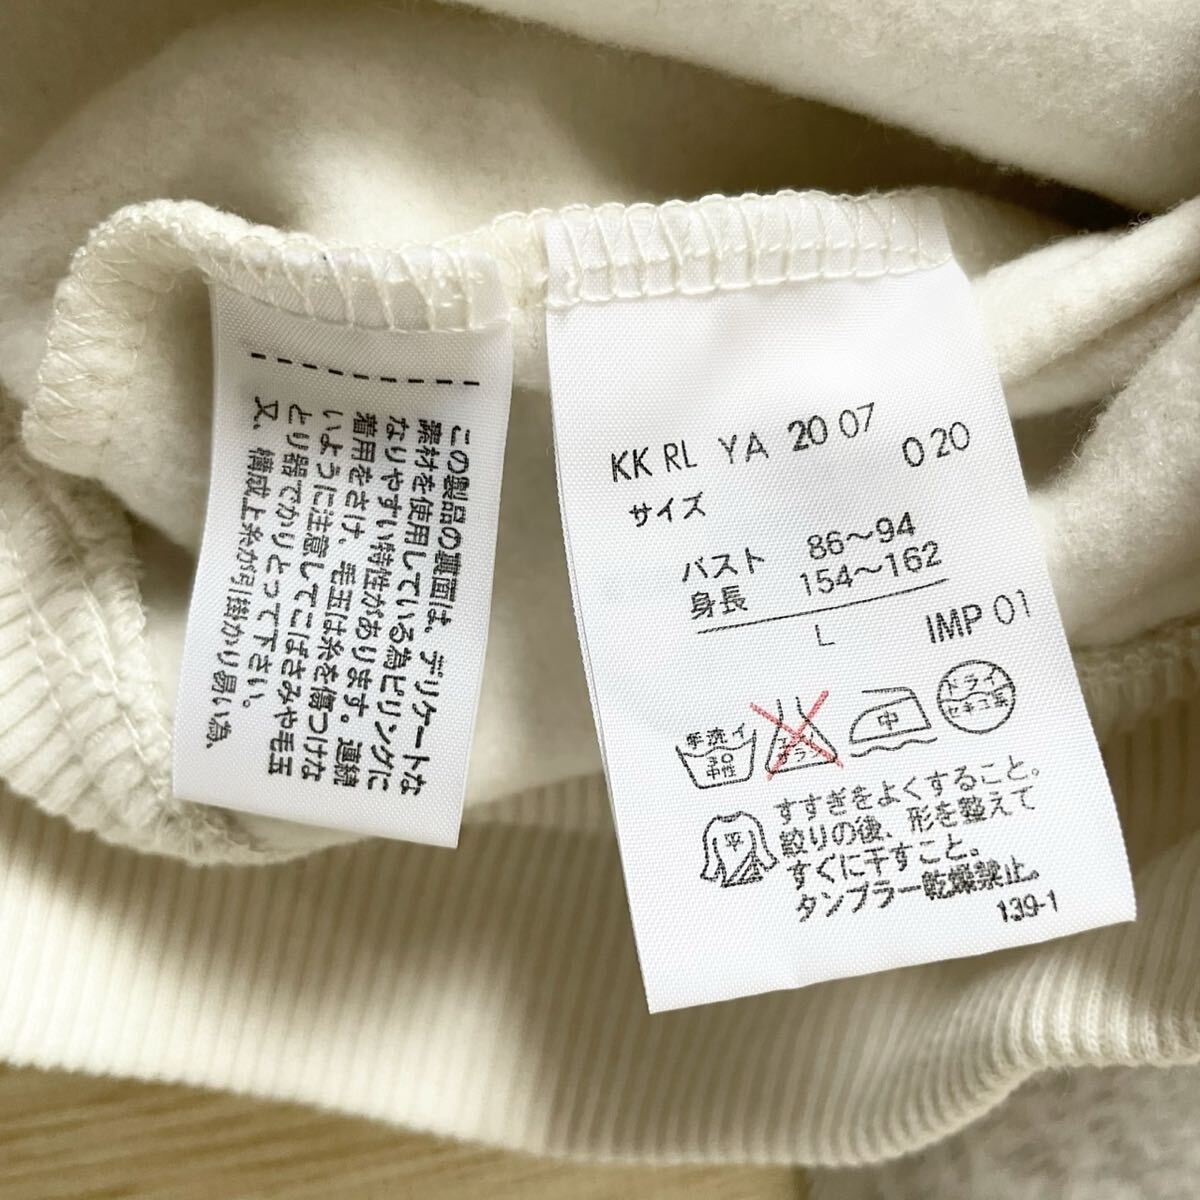 この製品の裏面は、デリケートな
素材を使用している為ピリングに
なりやすい特性があります。連続
着用をさけ、毛玉は糸を傷つけな
いように注意してこばさみや毛玉
とり器でかりとって下さい。
又、構成上糸が引掛かり易い為、
KK RL YA 20 07
0 20
サイズ
バスト 86〜94
身長 154〜162
L
IMP 01
手洗イ
30
中性
エンソ
サラシ
中
ドライ
セキユ系
平
すすぎをよくすること。
絞りの後、形を整えて
すぐに干すこと。
タンブラー乾燥禁止。
139-1